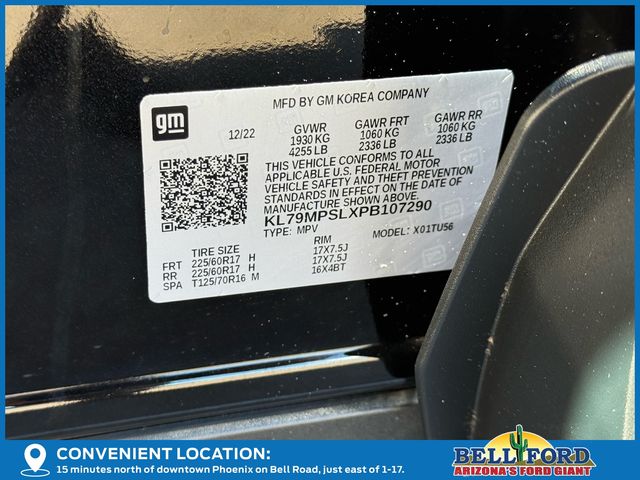 gm
MFD BY GM KOREA COMPANY
12/22 GVWR GAWR FRT GAWR RR
1930 KG 1060 KG 1060 KG
4255 LB 2336 LB 2336 LB
THIS VEHICLE CONFORMS TO ALL
APPLICABLE U.S. FEDERAL MOTOR
VEHICLE SAFETY AND THEFT PREVENTION
STANDARDS IN EFFECT ON THE DATE OF
MANUFACTURE SHOWN ABOVE.
KL79MPSLXPB107290
TYPE: MPV MODEL: X01TU56
TIRE SIZE RIM
FRT 225/60R17 H 17X7.5J
RR 225/60R17 H 17X7.5J
SPA T125/70R16 M 16X4BT
CONVENIENT LOCATION:
15 minutes north of downtown Phoenix on Bell Road, just east of 1-17.
BELL FORD
ARIZONA'S FORD GIANT